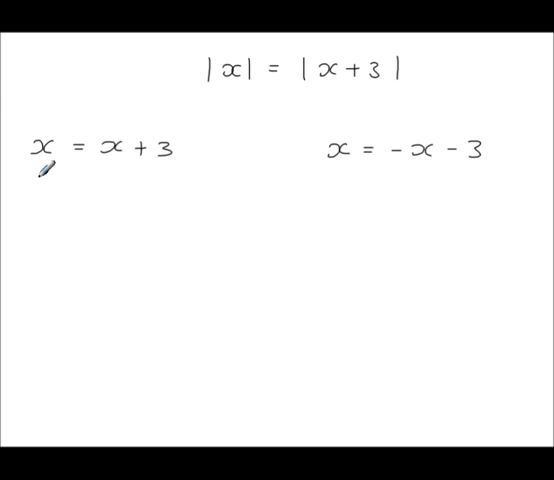 |x| = |x + 3|
x = x + 3
x = -x - 3